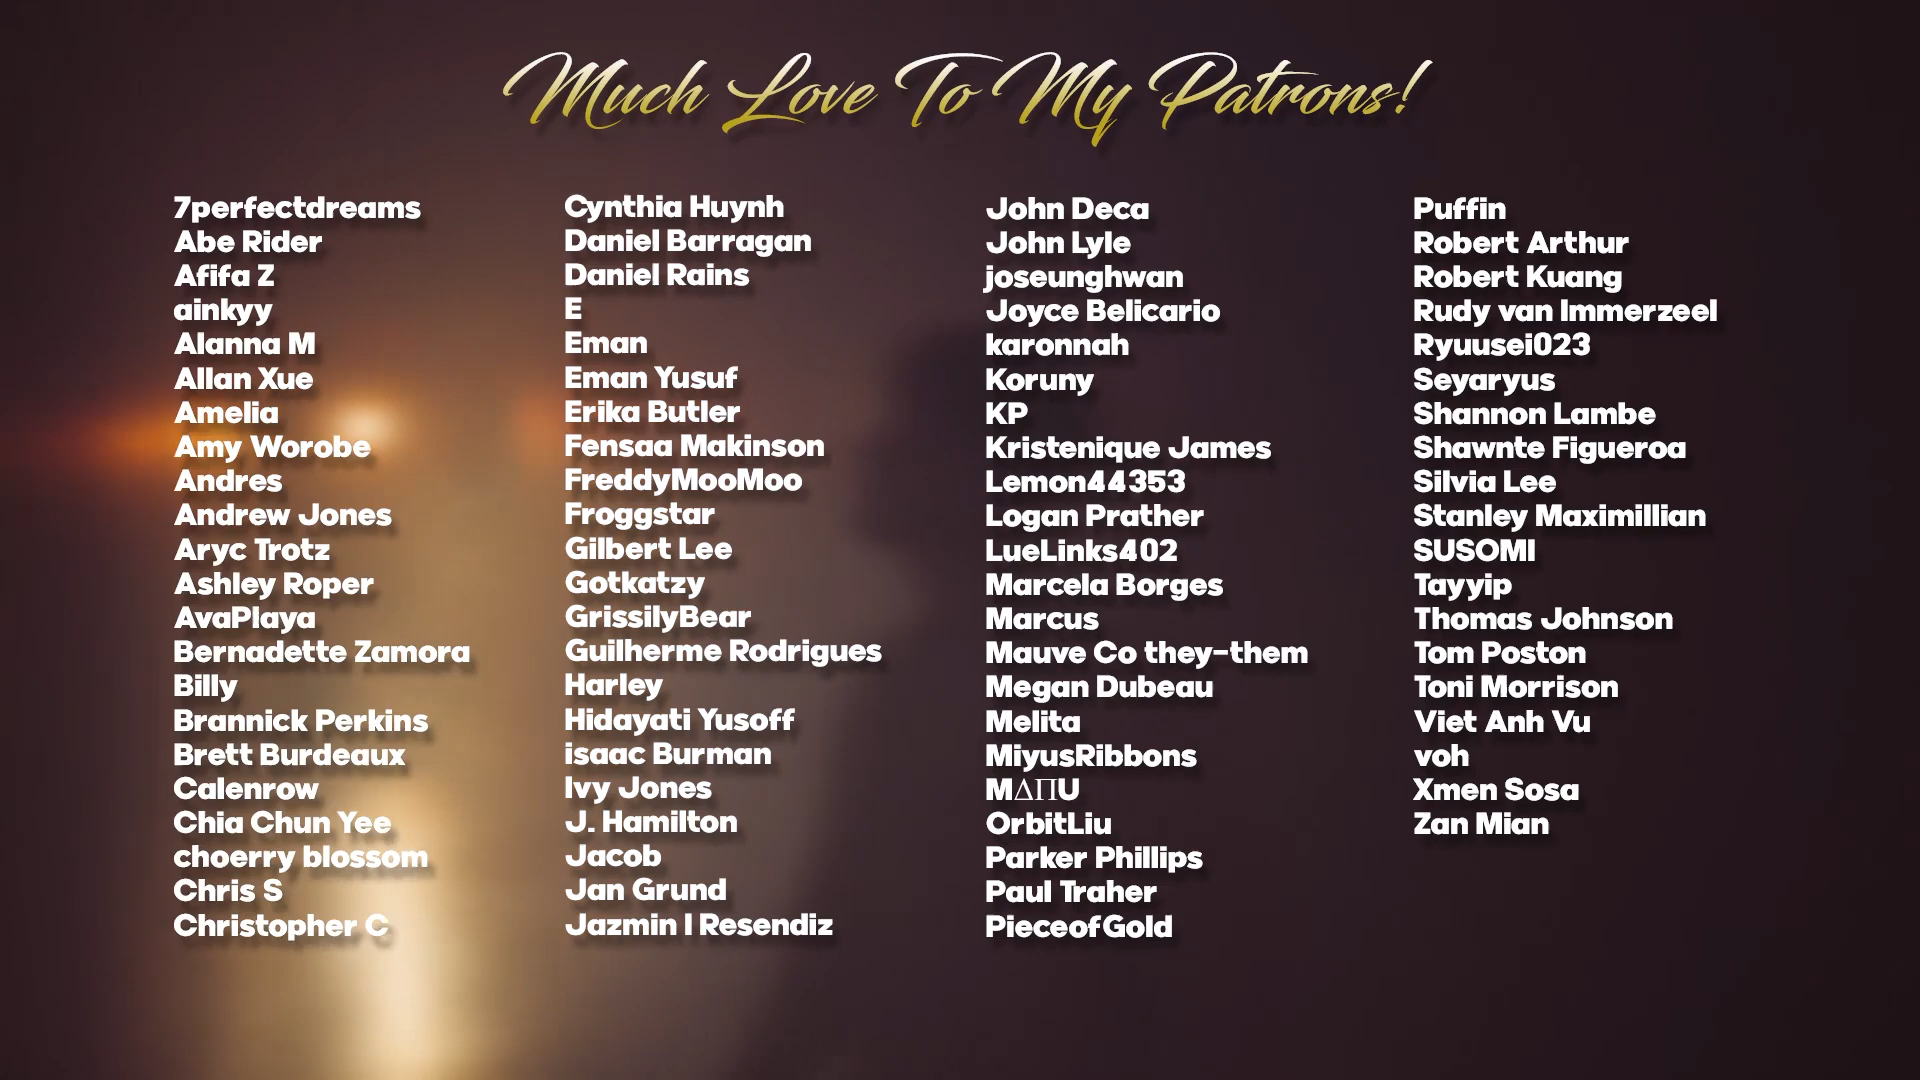 Much Love To My Patrons!
7perfectdreams
Abe Rider
Afifa Z
ainkyy
Alanna M
Allan Xue
Amelia
Amy Worobe
Andres
Andrew Jones
Aryc Trotz
Ashley Roper
AvaPlaya
Bernadette Zamora
Billy
Brannick Perkins
Brett Burdeaux
Calenrow
Chia Chun Yee
choerry blossom
Chris S
Christopher C
Cynthia Huynh
Daniel Barragan
Daniel Rains
E
Eman
Eman Yusuf
Erika Butler
Fensaa Makinson
FreddyMooMoo
Froggstar
Gilbert Lee
Gotkatzy
GrissilyBear
Guilherme Rodrigues
Harley
Hidayati Yusoff
isaac Burman
Ivy Jones
J. Hamilton
Jacob
Jan Grund
Jazmin I Resendiz
John Deca
John Lyle
joseunghwan
Joyce Belicario
karonnah
Koruny
KP
Kristenique James
Lemon44353
Logan Prather
LueLinks402
Marcela Borges
Marcus
Mauve Co they-them
Megan Dubeau
Melita
MiyusRibbons
MΔΠU
OrbitLiu
Parker Phillips
Paul Traher
PieceofGold
Puffin
Robert Arthur
Robert Kuang
Rudy van Immerzeel
Ryuusei023
Seyaryus
Shannon Lambe
Shawnte Figueroa
Silvia Lee
Stanley Maximillian
SUSOMI
Tayyip
Thomas Johnson
Tom Poston
Toni Morrison
Viet Anh Vu
voh
Xmen Sosa
Zan Mian